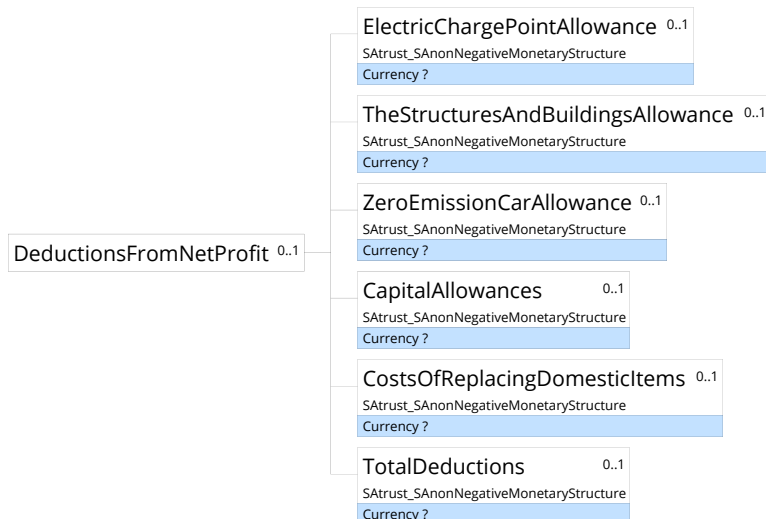 ElectricChargePointAllowance 0..1
SAtrust_SAnonNegativeMonetaryStructure
Currency ?
TheStructuresAndBuildingsAllowance 0..1
SAtrust_SAnonNegativeMonetaryStructure
Currency ?
ZeroEmissionCarAllowance 0..1
SAtrust_SAnonNegativeMonetaryStructure
Currency ?
DeductionsFromNetProfit 0..1
CapitalAllowances 0..1
SAtrust_SAnonNegativeMonetaryStructure
Currency ?
CostsOfReplacingDomesticItems 0..1
SAtrust_SAnonNegativeMonetaryStructure
Currency ?
TotalDeductions 0..1
SAtrust_SAnonNegativeMonetaryStructure
Currency ?